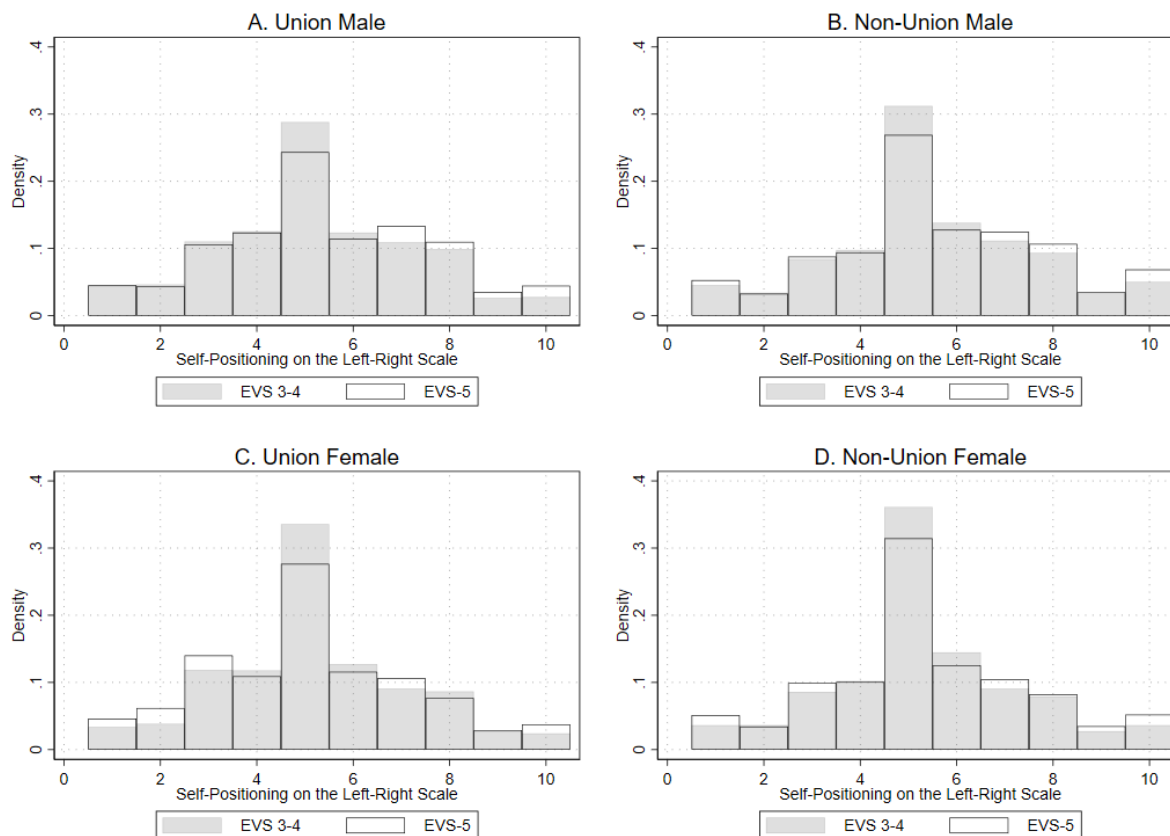 A. Union Male
Density
0 .1 .2 .3 .4
0 2 4 6 8 10
Self-Positioning on the Left-Right Scale
EVS 3-4 EVS-5
B. Non-Union Male
Density
0 .1 .2 .3 .4
0 2 4 6 8 10
Self-Positioning on the Left-Right Scale
EVS 3-4 EVS-5
C. Union Female
Density
0 .1 .2 .3 .4
0 2 4 6 8 10
Self-Positioning on the Left-Right Scale
EVS 3-4 EVS-5
D. Non-Union Female
Density
0 .1 .2 .3 .4
0 2 4 6 8 10
Self-Positioning on the Left-Right Scale
EVS 3-4 EVS-5